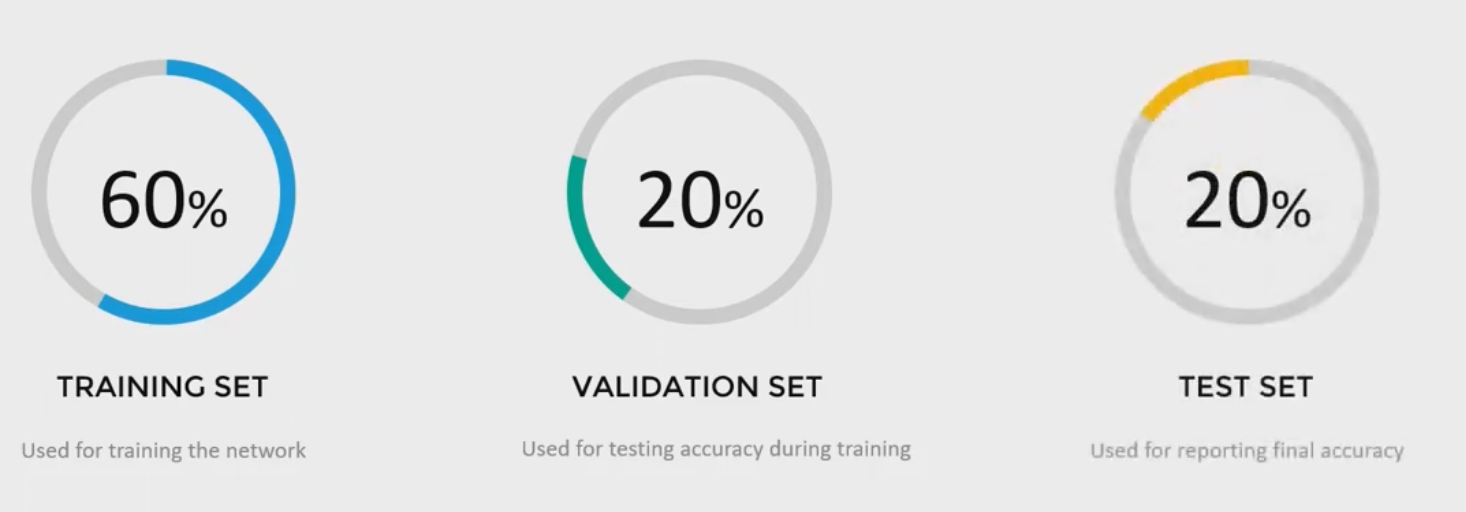 60%
20%
20%
TRAINING SET
VALIDATION SET
TEST SET
Used for training the network
Used for testing accuracy during training
Used for reporting final accuracy